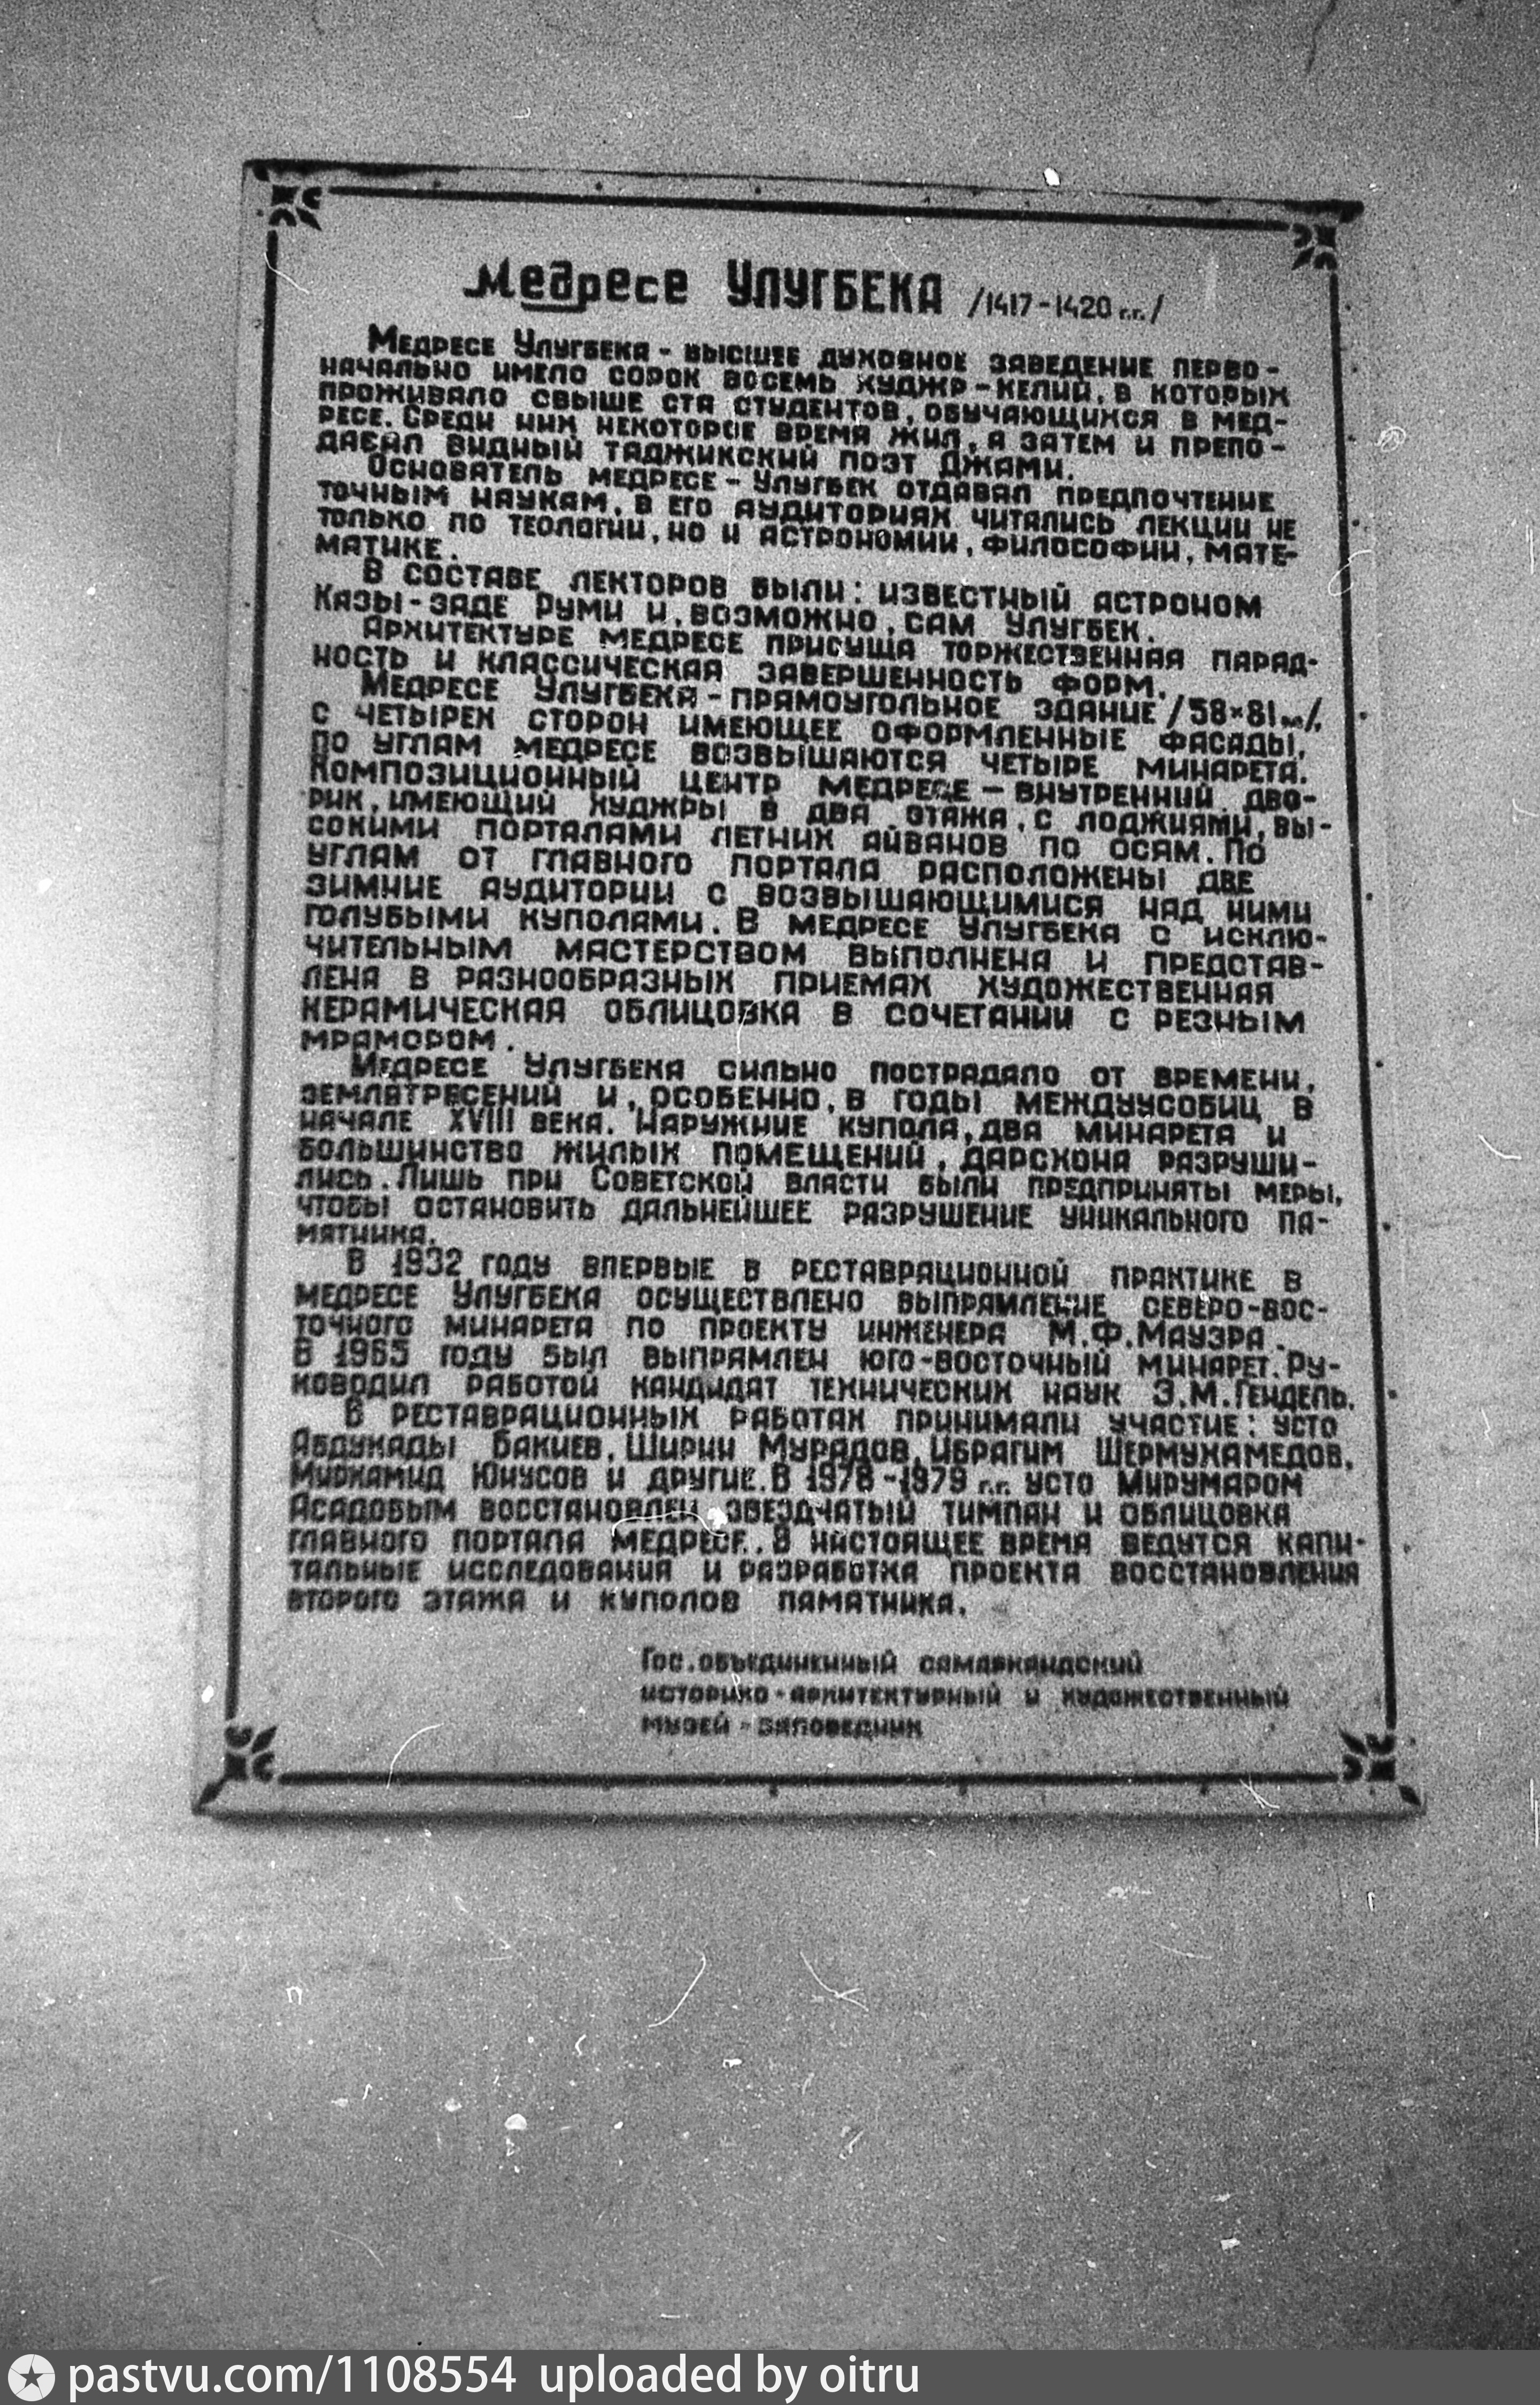 Медресе УЛУГБЕКА /1417-1420 г.г./
Медресе Улугбека - высшее духовное заведение перво-
начально имело сорок восемь худжр - келий, в которых
проживало свыше ста студентов, обучающихся в мед-
ресе. Среди них некоторое время жил, а затем и препо-
давал видный таджикский поэт Джами.
Основатель медресе - Улугбек отдавал предпочтение
точным наукам. В его аудиториях читались лекции не
только по теологии, но и астрономии, философии, мате-
матике.
В составе лекторов были: известный астроном
Казы-заде Руми и, возможно, сам Улугбек.
Архитектуре медресе присуща торжественная парад-
ность и классическая завершенность форм.
Медресе Улугбека - прямоугольное здание /58×81м/,
с четырех сторон имеющее оформленные фасады,
по углам медресе возвышаются четыре минарета.
Композиционный центр медресе - внутренний дво-
рик, имеющий худжры в два этажа, с лоджиями, вы-
сокими порталами летних айванов по осям. По
углам от главного портала расположены две
зимние аудитории с возвышающимися над ними
голубыми куполами. В медресе Улугбека с исклю-
чительным мастерством выполнена и представ-
лена в разнообразных приемах художественная
керамическая облицовка в сочетании с резным
мрамором.
Медресе Улугбека сильно пострадало от времени,
землятресений и, особенно, в годы междуусобиц в
начале XVIII века. Наружние купола, два минарета и
большинство жилых помещений, дарсхона разруши-
лись. Лишь при Советской власти были предприняты меры,
чтобы остановить дальнейшее разрушение уникального па-
мятника.
В 1932 году впервые в реставрационной практике в
медресе Улугбека осуществлено выпрямление северо-вос-
точного минарета по проекту инженера М.Ф.Мауэра.
В 1965 году был выпрямлен юго-восточный минарет. Ру-
ководил работой кандидат технических наук Э.М.Гендель.
В реставрационных работах принимали участие: усто
Абдукады Бакиев, Ширин Мурадов, Ибрагим Шермухамедов,
Мирхамид Юнусов и другие. В 1978-1979 г.г. усто Мирумаром
Асадовым восстановлен звездчатый тимпан и облицовка
главного портала медресе. В настоящее время ведутся капи-
тальные исследования и разработка проекта восстановления
второго этажа и куполов памятника.
Гос. объединенный самаркандский
историко-архитектурный и художественный
музей-заповедник
pastvu.com/1108554 uploaded by oitru